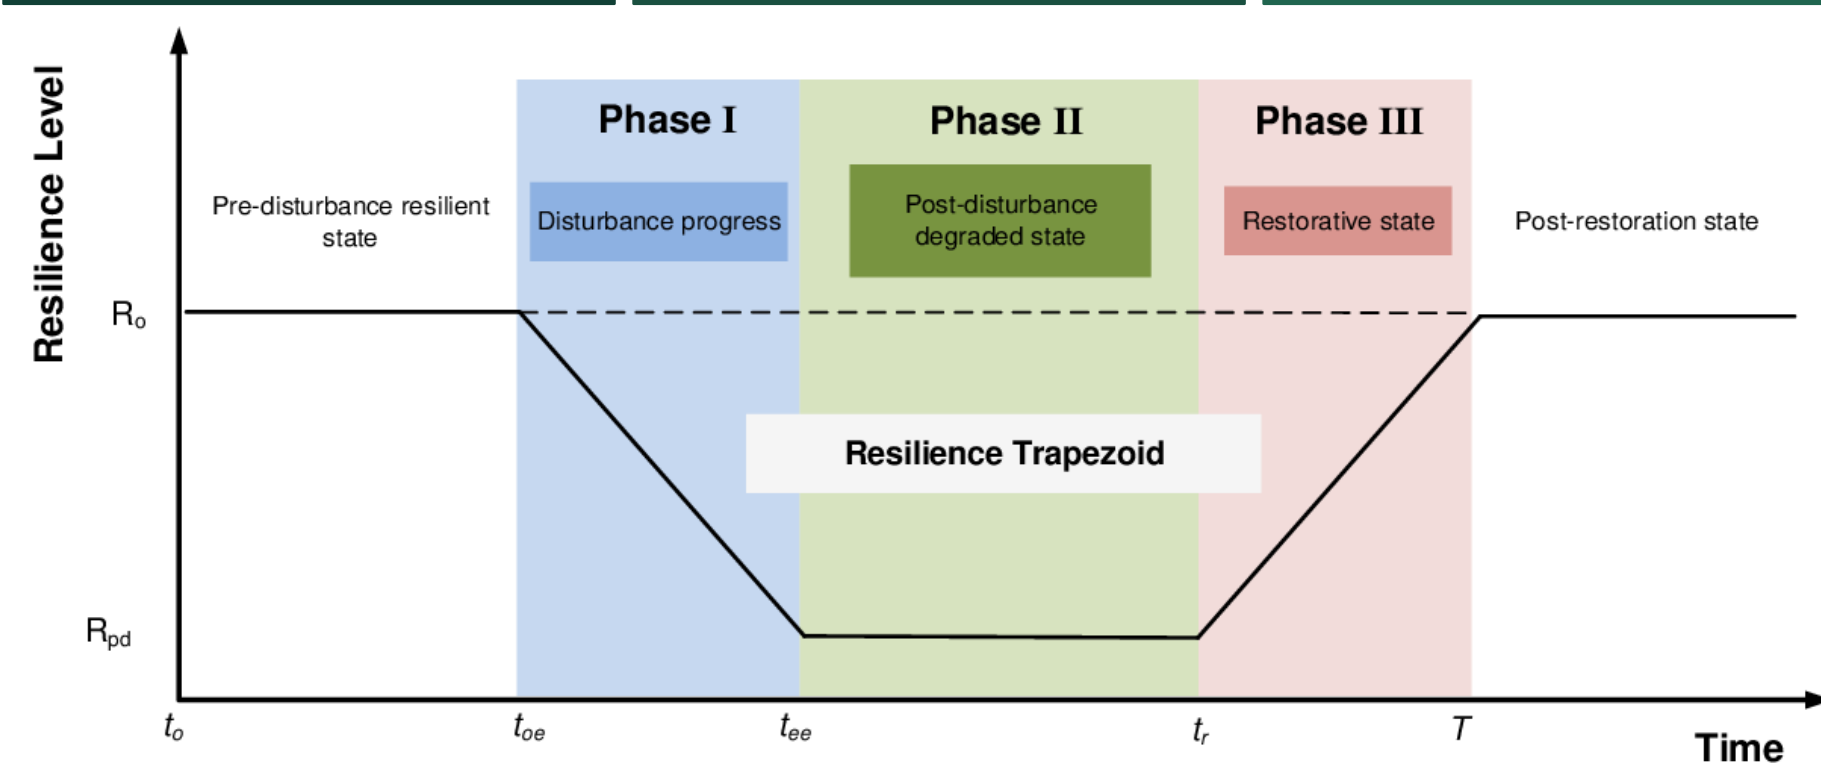 Resilience Level
Phase I
Phase II
Phase III
Pre-disturbance resilient
state
Disturbance progress
Post-disturbance
degraded state
Restorative state
Post-restoration state
Ro
Resilience Trapezoid
Rpd
to
toe
tee
tr
T
Time